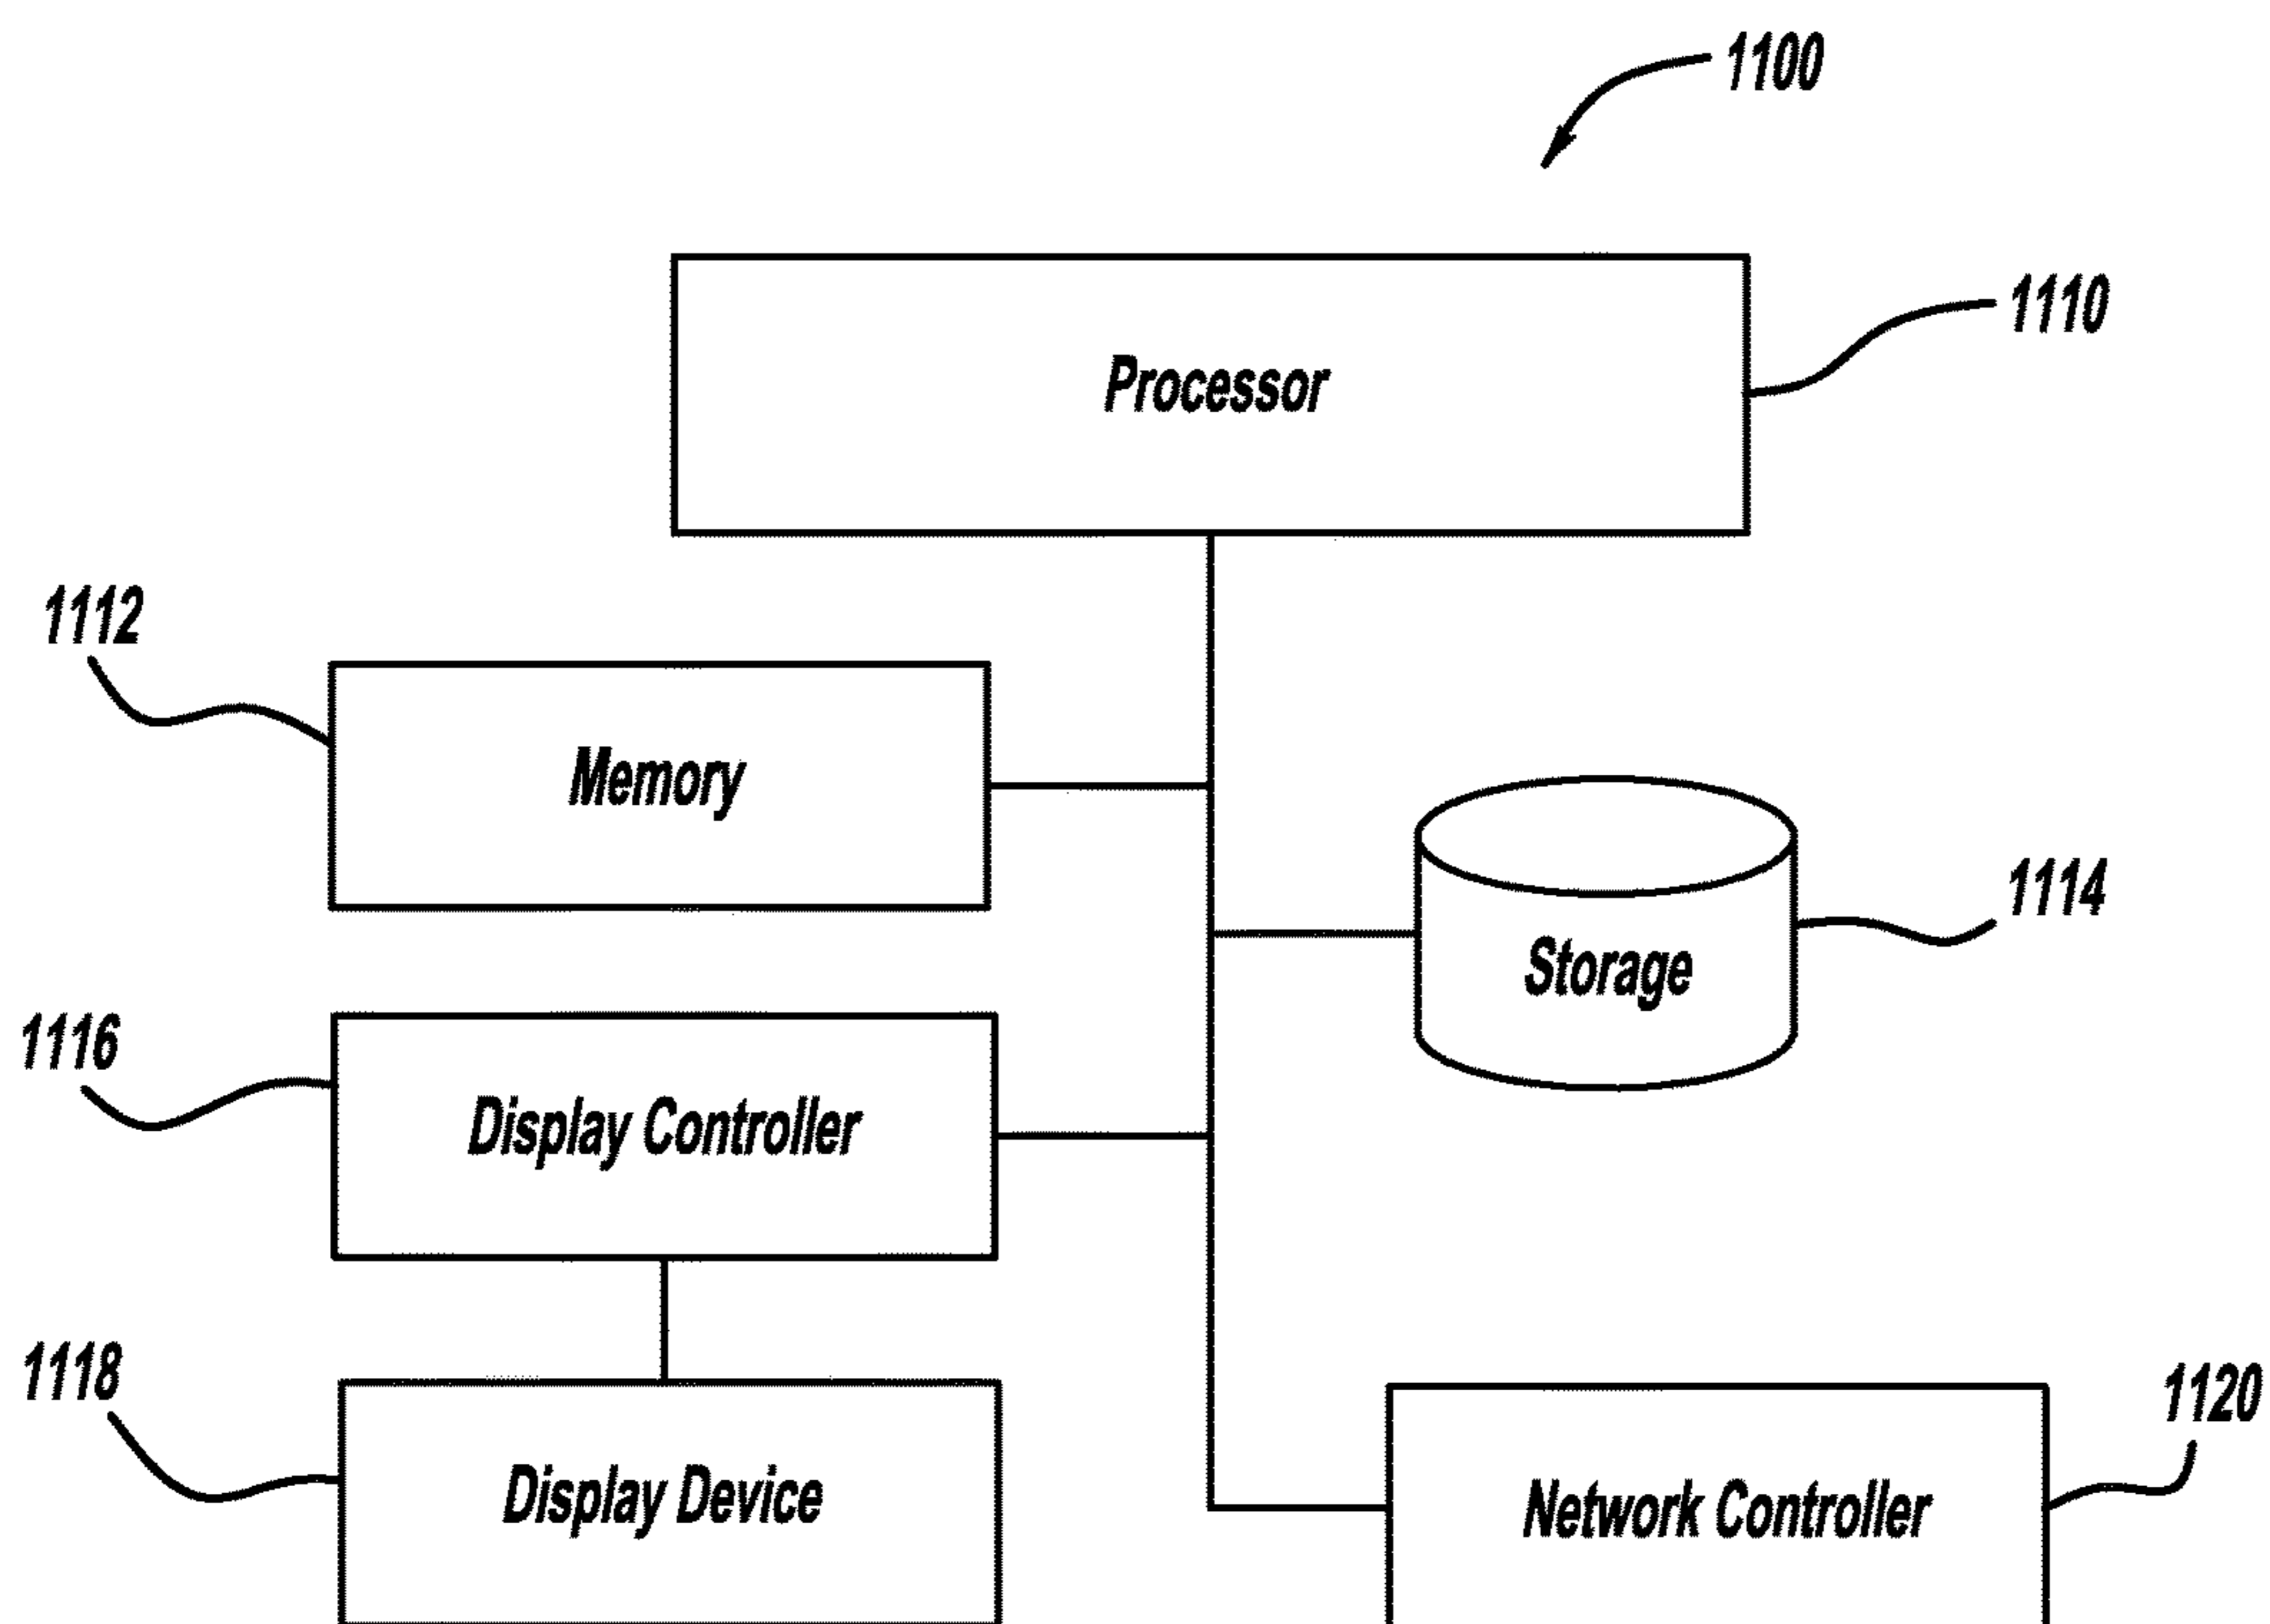 1100
1110
Processor
1112
Memory
1114
Storage
1116
Display Controller
1118
Display Device
1120
Network Controller